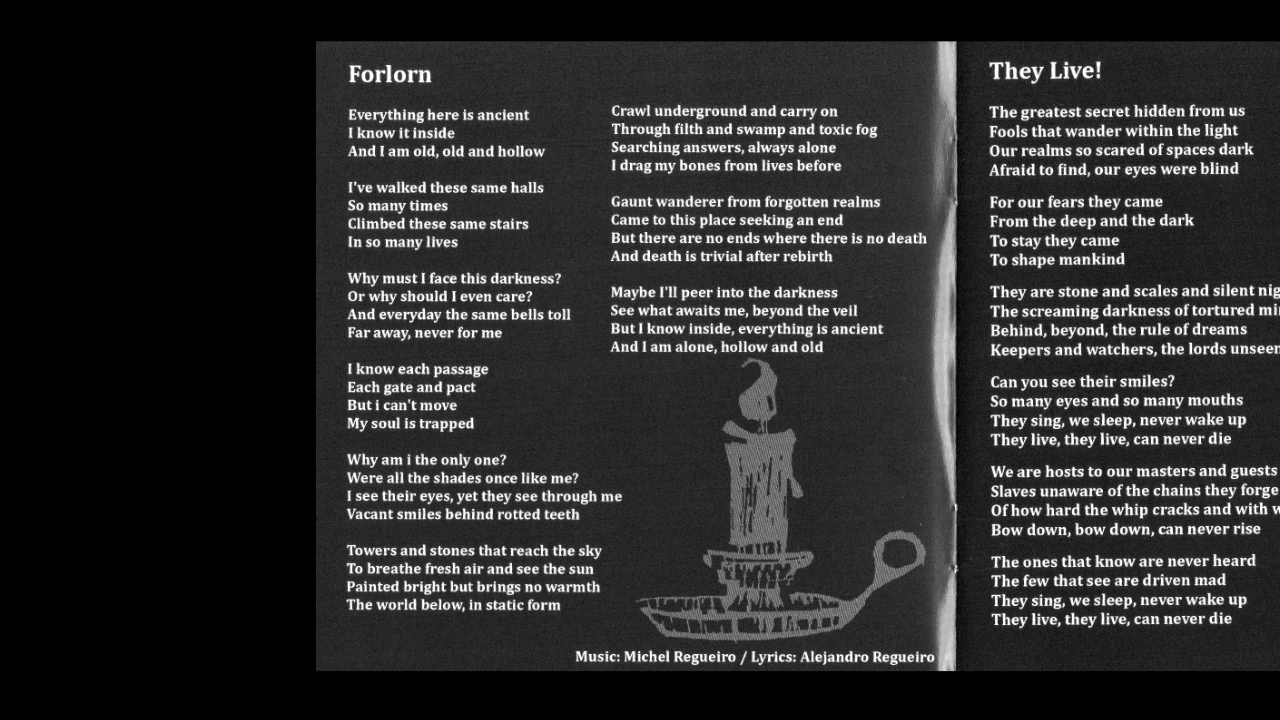 Forlorn
Everything here is ancient
I know it inside
And I am old, old and hollow
I've walked these same halls
So many times
Climbed these same stairs
In so many lives
Why must I face this darkness?
Or why should I even care?
And everyday the same bells toll
Far away, never for me
I know each passage
Each gate and pact
But i can't move
My soul is trapped
Why am i the only one?
Were all the shades once like me?
I see their eyes, yet they see through me
Vacant smiles behind rotted teeth
Towers and stones that reach the sky
To breathe fresh air and see the sun
Painted bright but brings no warmth
The world below, in static form
Crawl underground and carry on
Through filth and swamp and toxic fog
Searching answers, always alone
I drag my bones from lives before
Gaunt wanderer from forgotten realms
Came to this place seeking an end
But there are no ends where there is no death
And death is trivial after rebirth
Maybe I'll peer into the darkness
See what awaits me, beyond the veil
But I know inside, everything is ancient
And I am alone, hollow and old
Music: Michel Regueiro / Lyrics: Alejandro Regueiro
They Live!
The greatest secret hidden from us
Fools that wander within the light
Our realms so scared of spaces dark
Afraid to find, our eyes were blind
For our fears they came
From the deep and the dark
To stay they came
To shape mankind
They are stone and scales and silent
The screaming darkness of tortured
Behind, beyond, the rule of dreams
Keepers and watchers, the lords unseen
Can you see their smiles?
So many eyes and so many mouths
They sing, we sleep, never wake up
They live, they live, can never die
We are hosts to our masters and guests
Slaves unaware of the chains they forge
Of how hard the whip cracks and with
Bow down, bow down, can never rise
The ones that know are never heard
The few that see are driven mad
They sing, we sleep, never wake up
They live, they live, can never die